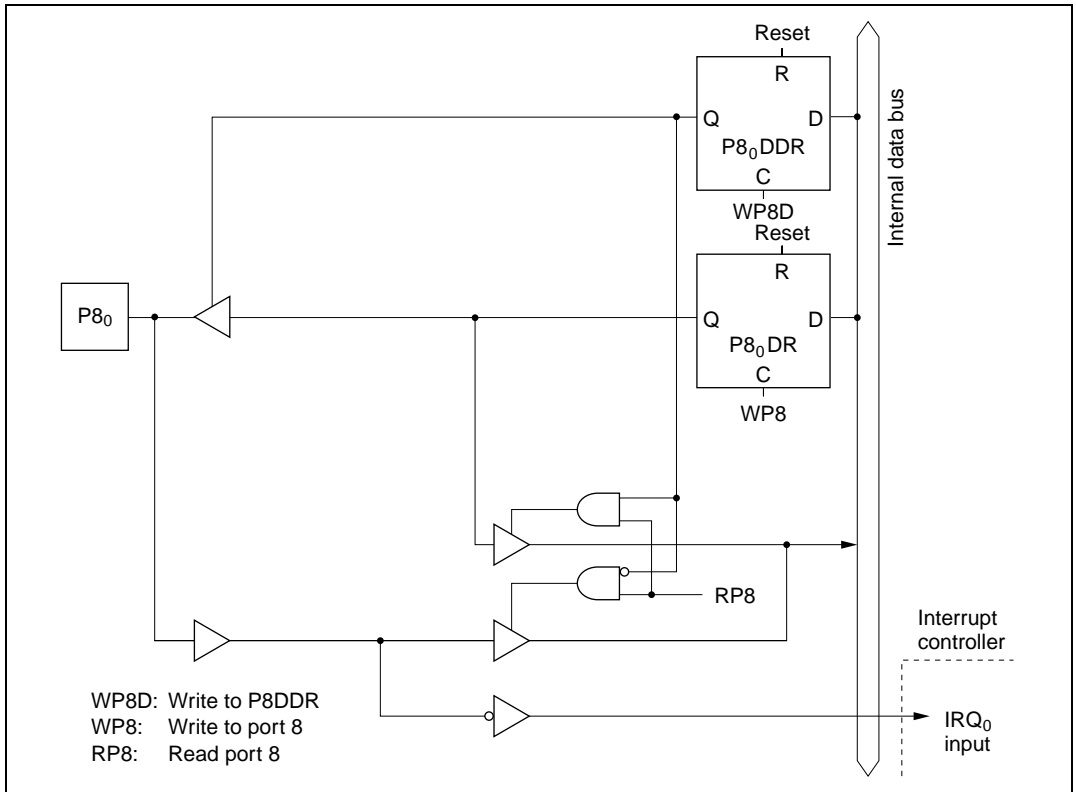 Reset
R
Q D
P8₀DDR
C
WP8D
Reset
R
Q D
P8₀DR
C
WP8
Internal data bus
P8₀
RP8
Interrupt
controller
IRQ₀
input
WP8D: Write to P8DDR
WP8: Write to port 8
RP8: Read port 8